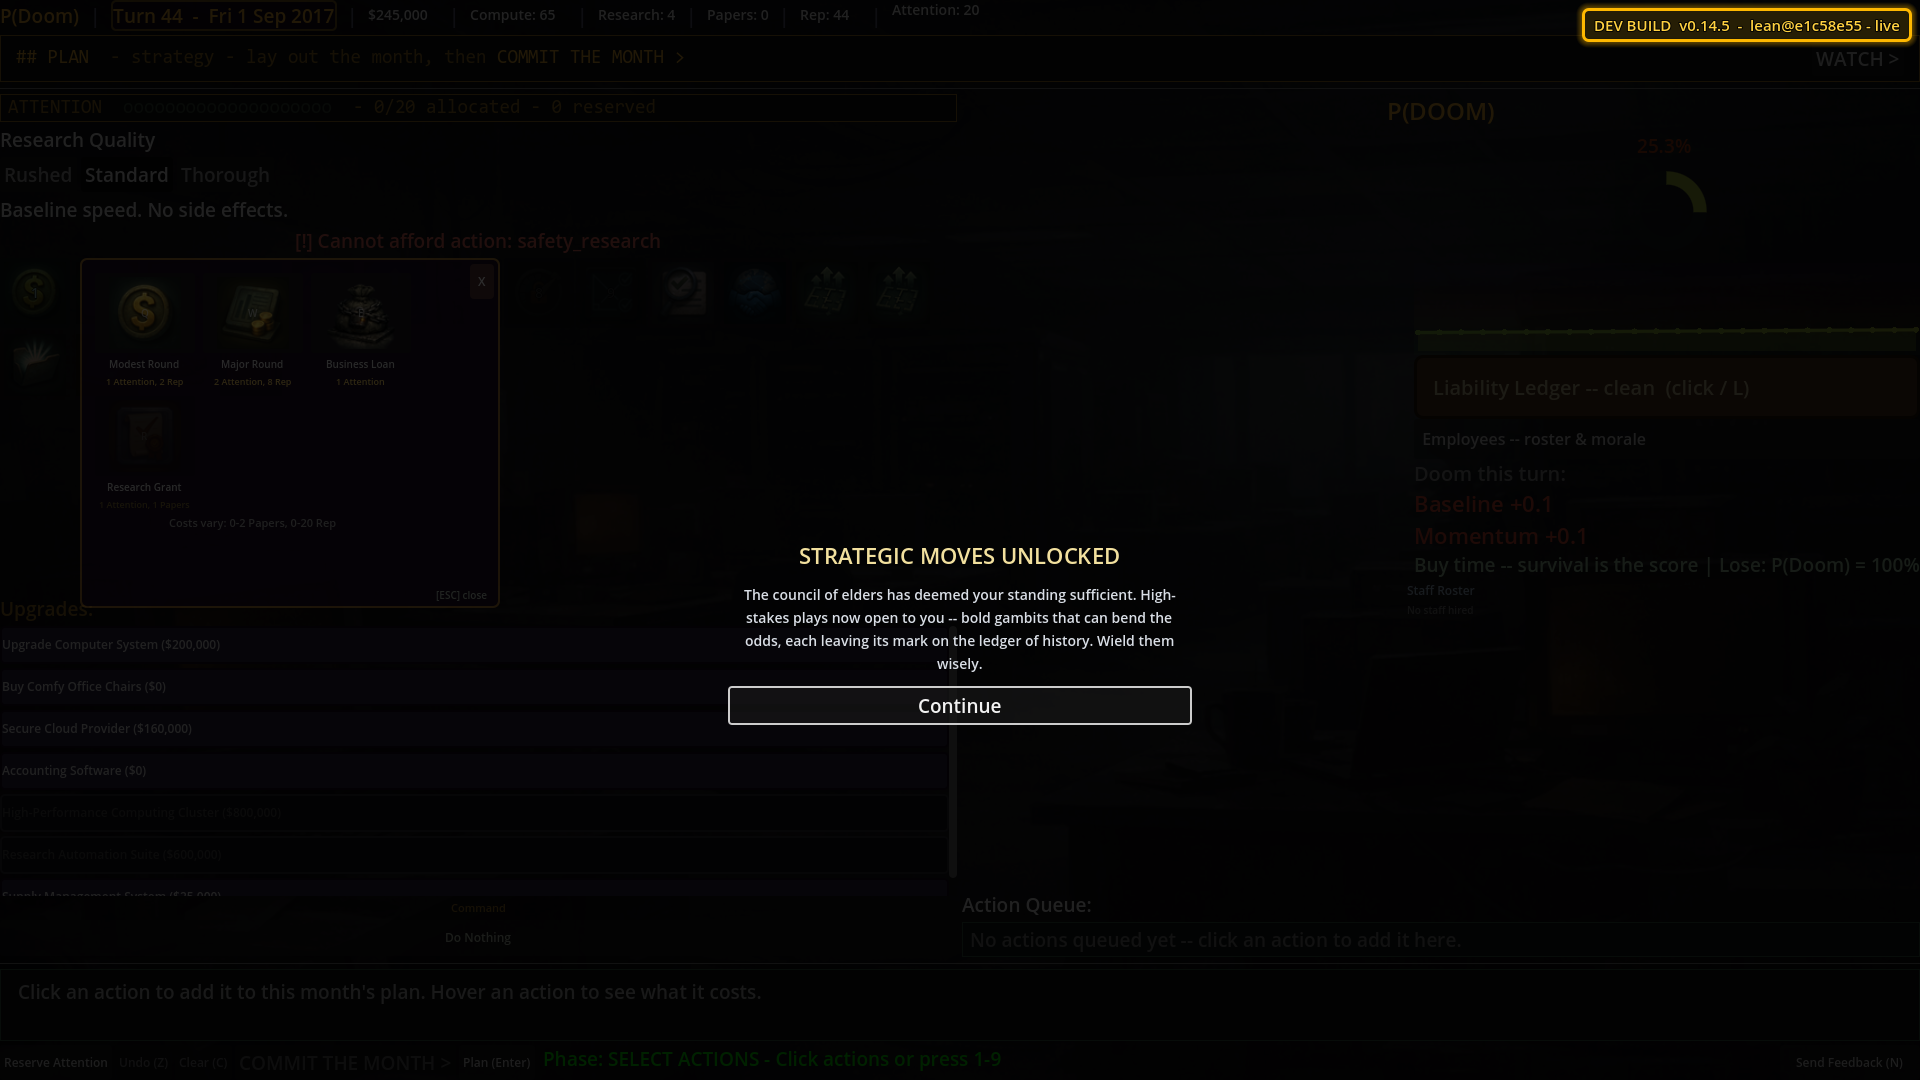 P(Doom) | Turn 44 - Fri 1 Sep 2017 | $245,000 | Compute: 65 | Research: 4 | Papers: 0 | Rep: 44 | Attention: 20
DEV BUILD v0.14.5 - lean@e1c58e55 - live
## PLAN - strategy - lay out the month, then COMMIT THE MONTH >
WATCH >
ATTENTION oooooooooooooooooooo - 0/20 allocated - 0 reserved
P(DOOM)
25.3%
Research Quality
Rushed Standard Thorough
Baseline speed. No side effects.
[!] Cannot afford action: safety_research
X
Modest Round
1 Attention, 2 Rep
Major Round
2 Attention, 8 Rep
Business Loan
1 Attention
Research Grant
1 Attention, 1 Papers
Costs vary: 0-2 Papers, 0-20 Rep
[ESC] close
Liability Ledger -- clean (click / L)
Employees -- roster & morale
Doom this turn:
Baseline +0.1
Momentum +0.1
Buy time -- survival is the score | Lose: P(Doom) = 100%
Staff Roster
No staff hired
STRATEGIC MOVES UNLOCKED
The council of elders has deemed your standing sufficient. High-
stakes plays now open to you -- bold gambits that can bend the
odds, each leaving its mark on the ledger of history. Wield them
wisely.
Continue
Upgrades:
Upgrade Computer System ($200,000)
Buy Comfy Office Chairs ($0)
Secure Cloud Provider ($160,000)
Accounting Software ($0)
High-Performance Computing Cluster ($800,000)
Research Automation Suite ($600,000)
Supply Management System ($25,000)
Command
Do Nothing
Action Queue:
No actions queued yet -- click an action to add it here.
Click an action to add it to this month's plan. Hover an action to see what it costs.
Reserve Attention Undo (Z) Clear (C) COMMIT THE MONTH > Plan (Enter) Phase: SELECT ACTIONS - Click actions or press 1-9
Send Feedback (N)